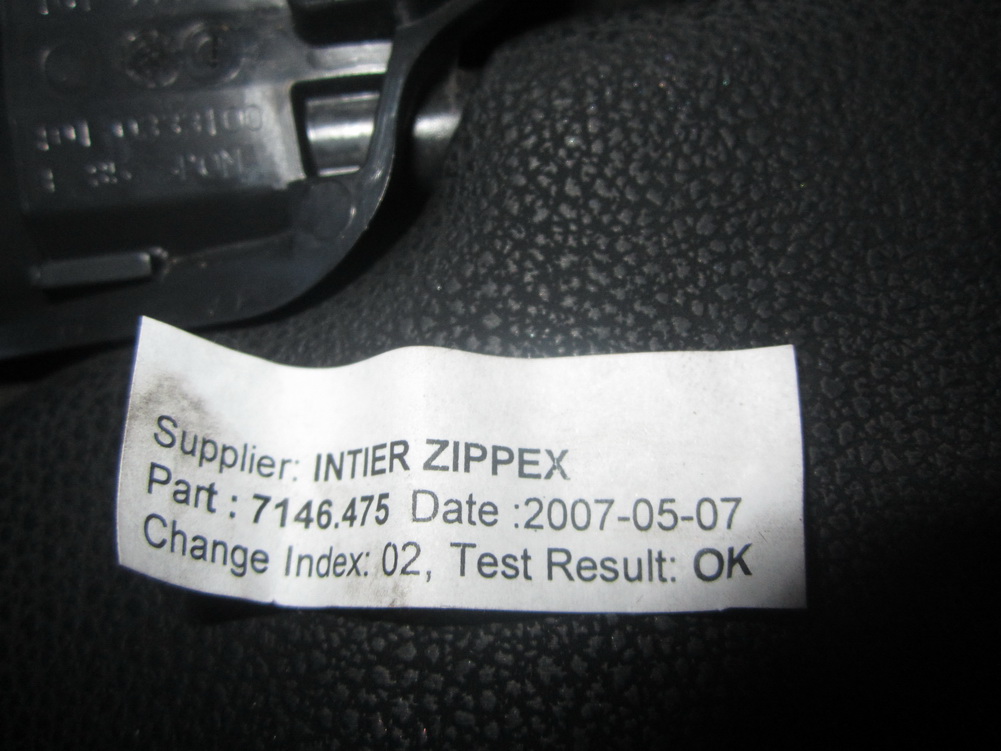 Supplier: INTIER ZIPPEX
Part : 7146.475 Date :2007-05-07
Change Index: 02, Test Result: OK